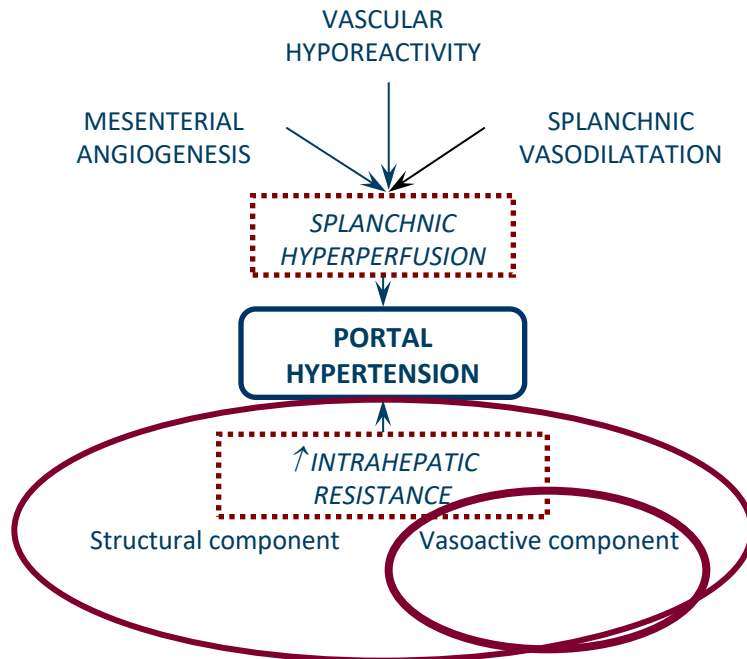 VASCULAR
HYPOREACTIVITY
MESENTERIAL
ANGIOGENESIS
SPLANCHNIC
VASODILATATION
SPLANCHNIC
HYPERPERFUSION
PORTAL
HYPERTENSION
↑INTRAHEPATIC
RESISTANCE
Structural component
Vasoactive component